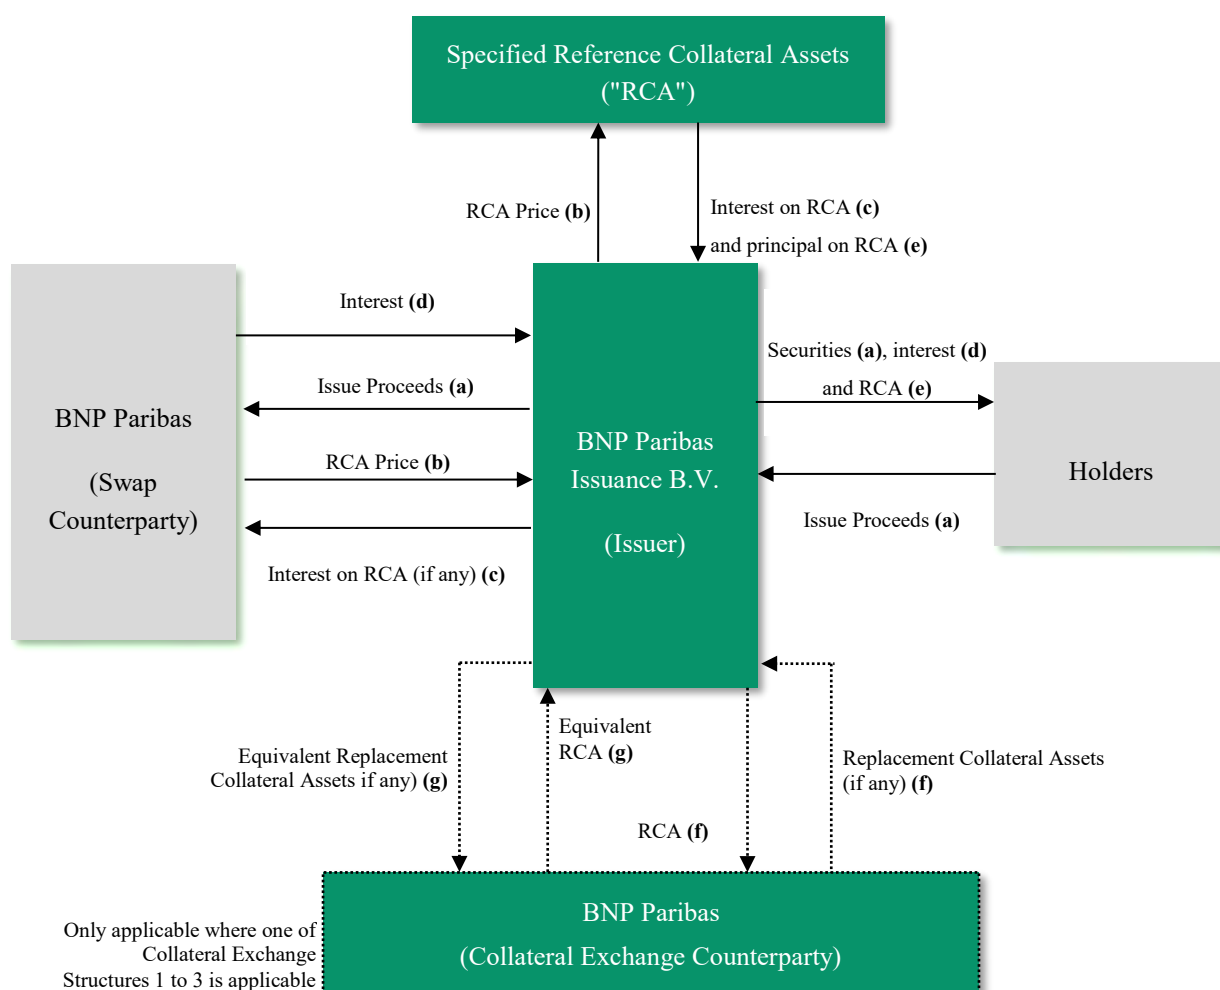 Specified Reference Collateral Assets
("RCA")
RCA Price (b)
Interest on RCA (c)
and principal on RCA (e)
BNP Paribas
(Swap
Counterparty)
Interest (d)
Issue Proceeds (a)
RCA Price (b)
Interest on RCA (if any) (c)
BNP Paribas
Issuance B.V.
(Issuer)
Securities (a), interest (d)
and RCA (e)
Issue Proceeds (a)
Holders
Equivalent Replacement
Collateral Assets if any) (g)
Equivalent
RCA (g)
RCA (f)
Replacement Collateral Assets
(if any) (f)
Only applicable where one of
Collateral Exchange
Structures 1 to 3 is applicable
BNP Paribas
(Collateral Exchange Counterparty)